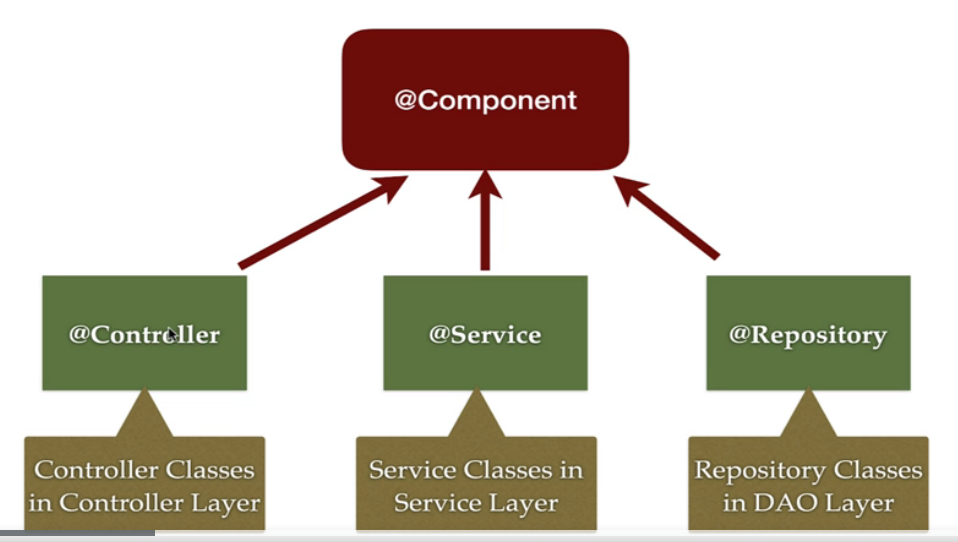 @Component
@Controller
@Service
@Repository
Controller Classes
in Controller Layer
Service Classes in
Service Layer
Repository Classes
in DAO Layer